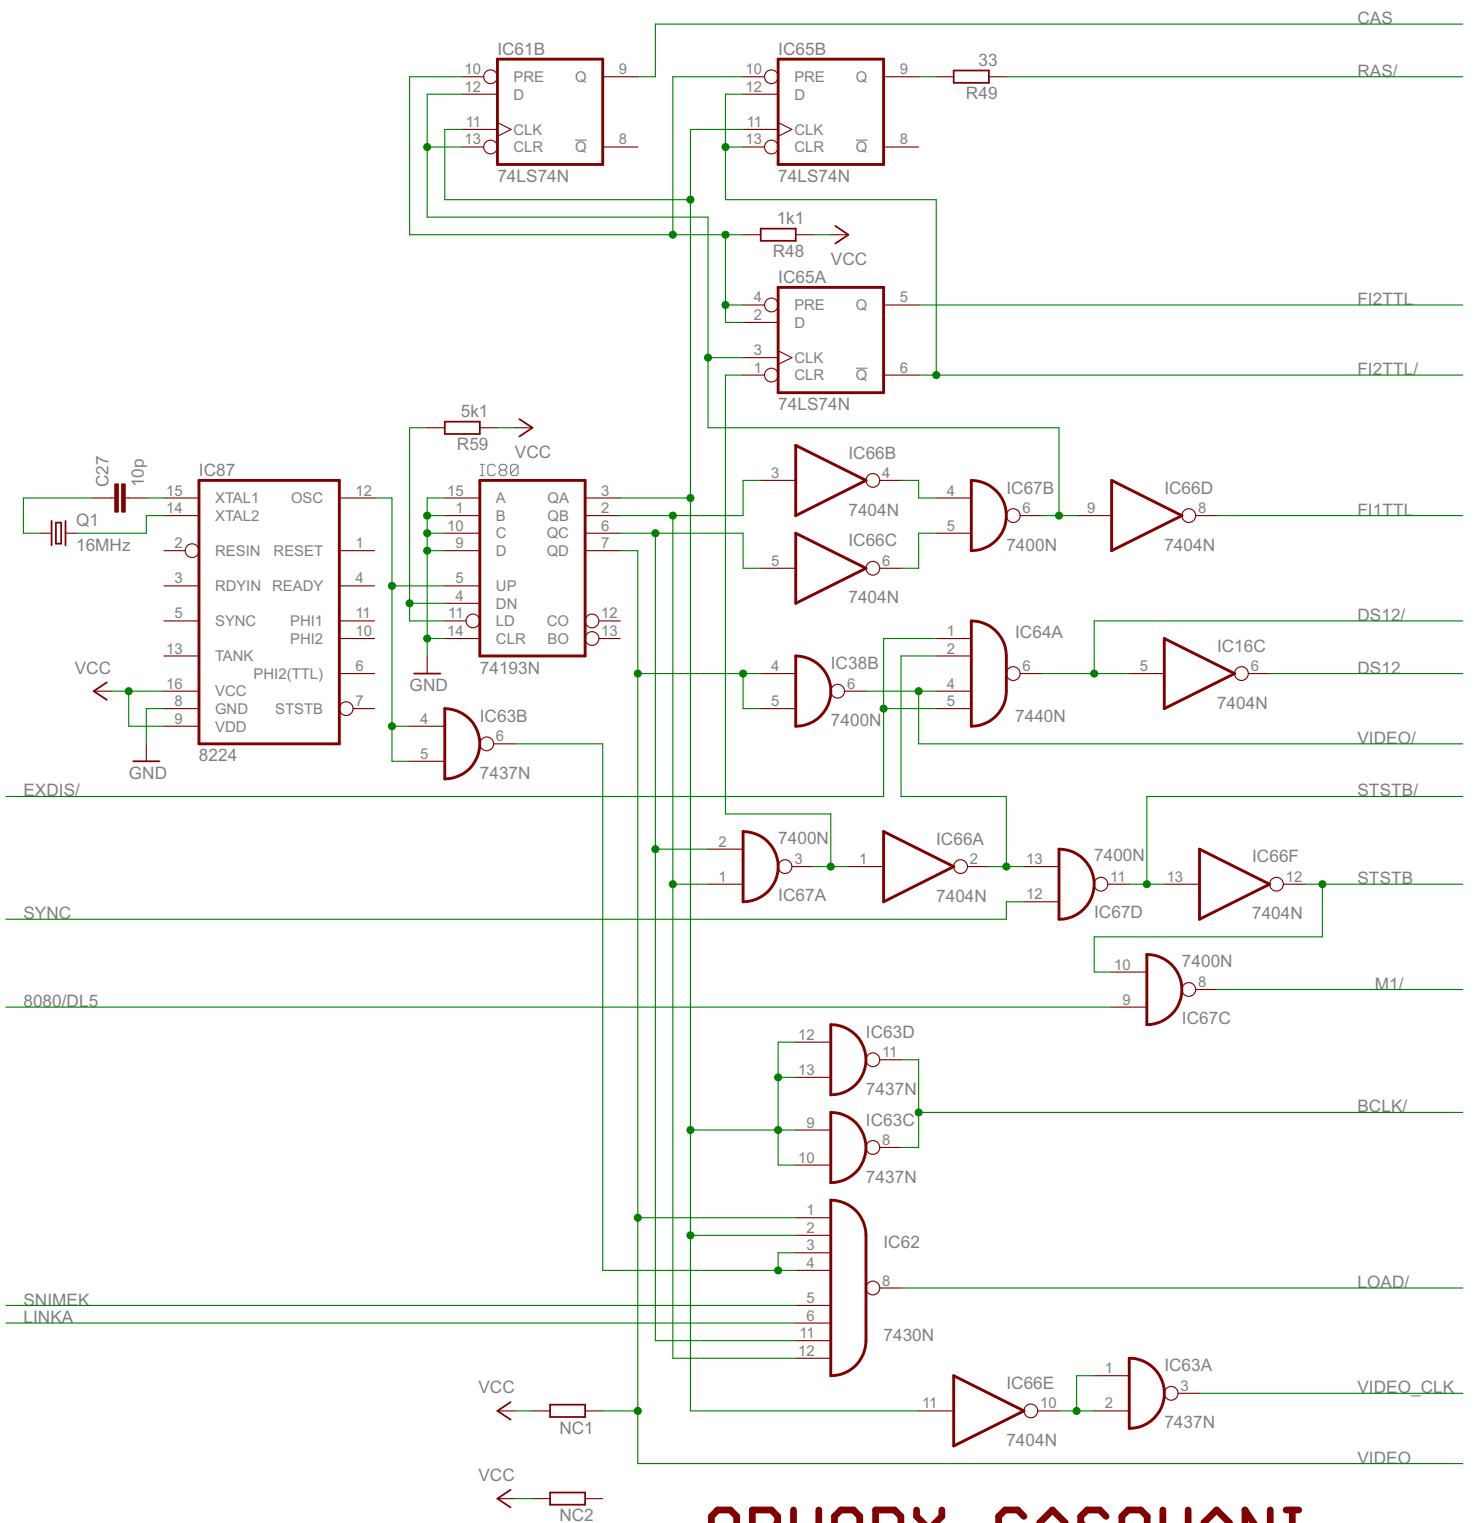 CAS
IC61B
IC65B
10 PRE Q 9
12 D
11 CLK
13 CLR Q 8
74LS74N
10 PRE Q 9
12 D
11 CLK
13 CLR Q 8
74LS74N
33
R49
RAS/
1k1
R48
VCC
IC65A
4 PRE Q 5
2 D
3 CLK
1 CLR Q 6
74LS74N
FI2TTL
FI2TTL/
5k1
R59
VCC
C27
10p
Q1
16MHz
IC87
15 XTAL1 OSC 12
14 XTAL2
2 RESIN RESET 1
3 RDYIN READY 4
5 SYNC PHI1 11
PHI2 10
13 TANK
PHI2(TTL) 6
16 VCC
8 GND STSTB 7
9 VDD
8224
VCC
GND
IC80
15 A QA 3
1 B QB 2
10 C QC 6
9 D QD 7
5 UP
4 DN
11 LD CO 12
14 CLR BO 13
74193N
GND
IC66B
3 4
7404N
IC66C
5 6
7404N
IC67B
4
5
6
7400N
IC66D
9 8
7404N
FI1TTL
IC64A
1
2
4
5
6
7440N
IC16C
5 6
7404N
DS12/
DS12
IC38B
4
5
6
7400N
VIDEO/
IC63B
4
5
6
7437N
EXDIS/
STSTB/
7400N
2
1
3
IC67A
IC66A
1 2
7404N
7400N
13
12
11
IC67D
IC66F
13 12
7404N
STSTB
SYNC
7400N
10
9
8
IC67C
M1/
8080/DL5
IC63D
12
13
11
7437N
IC63C
9
10
8
7437N
BCLK/
1
2
3
4
5
6
11
12
IC62
8
7430N
LOAD/
SNIMEK
LINKA
VCC
NC1
IC66E
11 10
7404N
IC63A
1
2
3
7437N
VIDEO_CLK
VIDEO
VCC
NC2